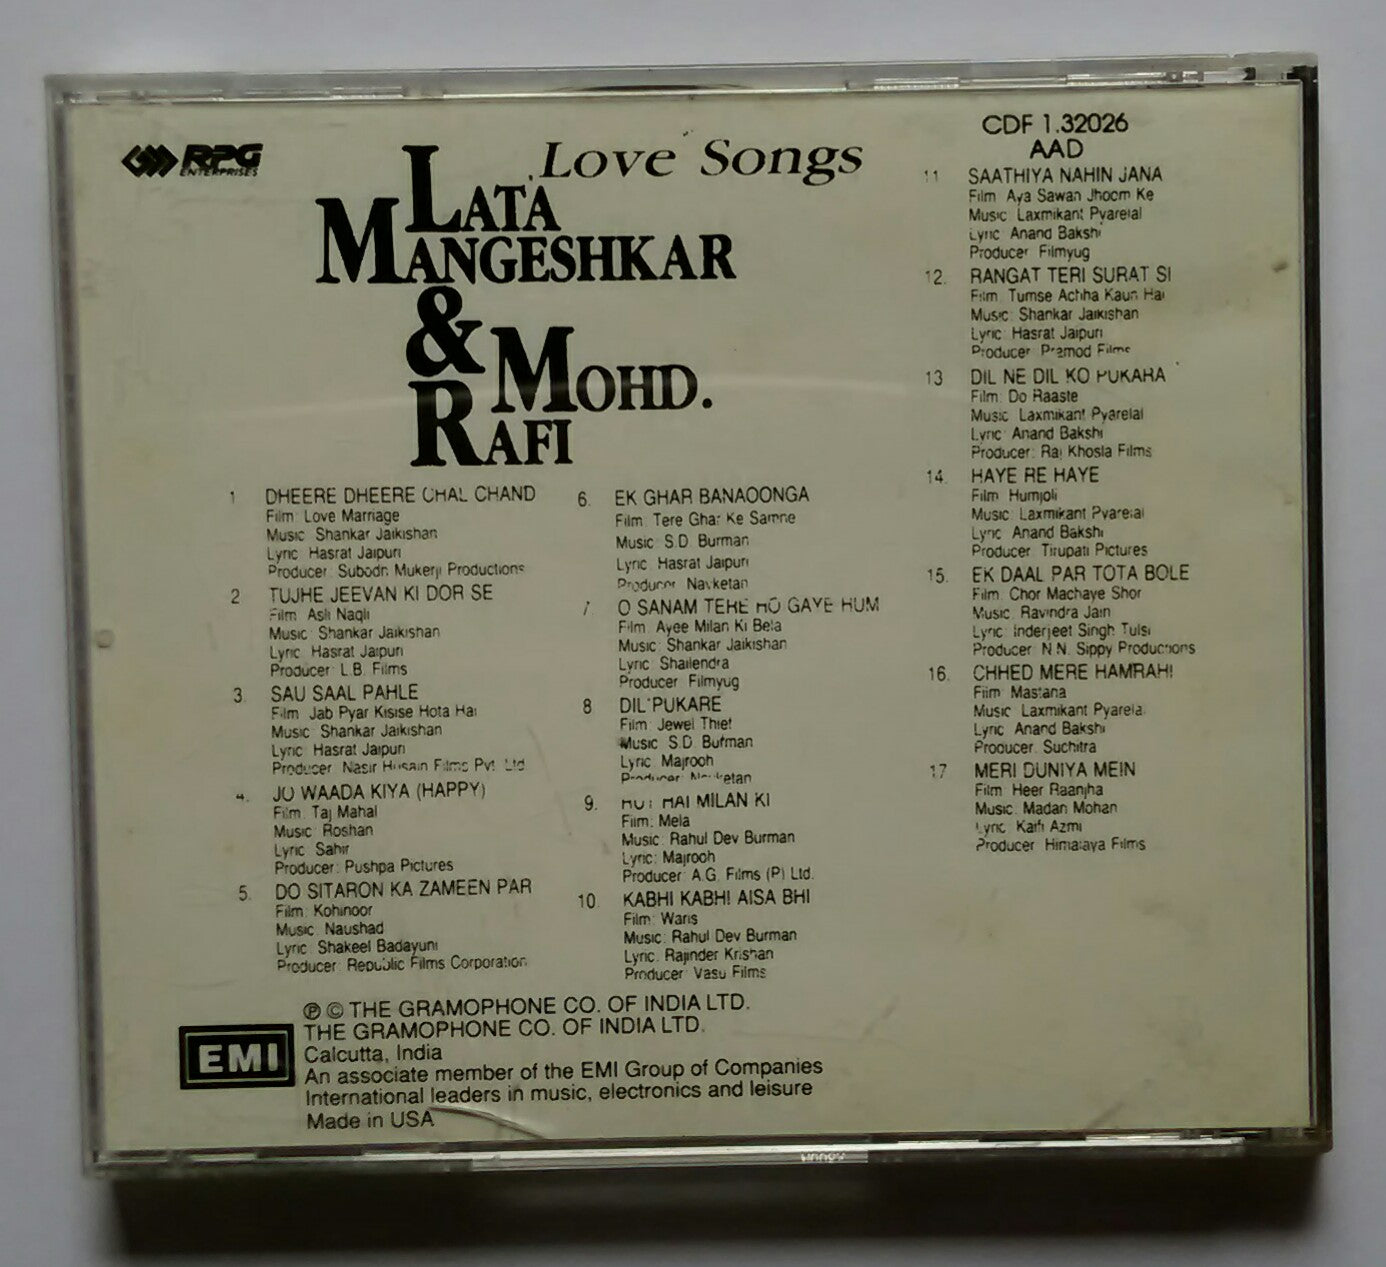 RPG
ENTERPRISES
Love Songs
LATA
MANGESHKAR
&
MOHD.
RAFI
1 DHEERE DHEERE CHAL CHAND
Film: Love Marriage
Music: Shankar Jaikishan
Lyric: Hasrat Jaipuri
Producer: Subodh Mukerji Productions
2 TUJHE JEEVAN KI DOR SE
Film: Asli Naqli
Music: Shankar Jaikishan
Lyric: Hasrat Jaipuri
Producer: L.B. Films
3. SAU SAAL PAHLE
Film: Jab Pyar Kisise Hota Hai
Music: Shankar Jaikishan
Lyric: Hasrat Jaipuri
Producer: Nasir Husain Films Pvt. Ltd.
4. JO WAADA KIYA (HAPPY)
Film: Taj Mahal
Music: Roshan
Lyric: Sahir
Producer: Pushpa Pictures
5. DO SITARON KA ZAMEEN PAR
Film: Kohinoor
Music: Naushad
Lyric: Shakeel Badayuni
Producer: Republic Films Corporation
6. EK GHAR BANAOONGA
Film: Tere Ghar Ke Samne
Music: S.D. Burman
Lyric: Hasrat Jaipuri
Producer: Navketan
7 O SANAM TERE HO GAYE HUM
Film: Ayee Milan Ki Bela
Music: Shankar Jaikishan
Lyric: Shailendra
Producer: Filmyug
8 DIL PUKARE
Film: Jewel Thief
Music: S.D. Burman
Lyric: Majrooh
Producer: Navketan
9. HAI MILAN KI
Film: Mela
Music: Rahul Dev Burman
Lyric: Majrooh
Producer: A.G. Films (P) Ltd.
10. KABHI KABHI AISA BHI
Film: Waris
Music: Rahul Dev Burman
Lyric: Rajinder Krishan
Producer: Vasu Films
CDF 1.32026
AAD
11 SAATHIYA NAHIN JANA
Film: Aya Sawan Jhoom Ke
Music: Laxmikant Pyarelal
Lyric: Anand Bakshi
Producer: Filmyug
12. RANGAT TERI SURAT SI
Film: Tumse Achha Kaun Hai
Music: Shankar Jaikishan
Lyric: Hasrat Jaipuri
Producer: Pramod Films
13 DIL NE DIL KO PUKARA
Film: Do Raaste
Music: Laxmikant Pyarelal
Lyric: Anand Bakshi
Producer: Raj Khosla Films
14. HAYE RE HAYE
Film: Humjoli
Music: Laxmikant Pyarelal
Lyric: Anand Bakshi
Producer: Tirupati Pictures
15. EK DAAL PAR TOTA BOLE
Film: Chor Machaye Shor
Music: Ravindra Jain
Lyric: Inderjeet Singh Tulsi
Producer: N.N. Sippy Productions
16. CHHED MERE HAMRAHI
Film: Mastana
Music: Laxmikant Pyarelal
Lyric: Anand Bakshi
Producer: Suchitra
17 MERI DUNIYA MEIN
Film: Heer Raanjha
Music: Madan Mohan
Lyric: Kaifi Azmi
Producer: Himalaya Films
EMI
℗ © THE GRAMOPHONE CO. OF INDIA LTD.
THE GRAMOPHONE CO. OF INDIA LTD.
Calcutta, India
An associate member of the EMI Group of Companies
International leaders in music, electronics and leisure
Made in USA